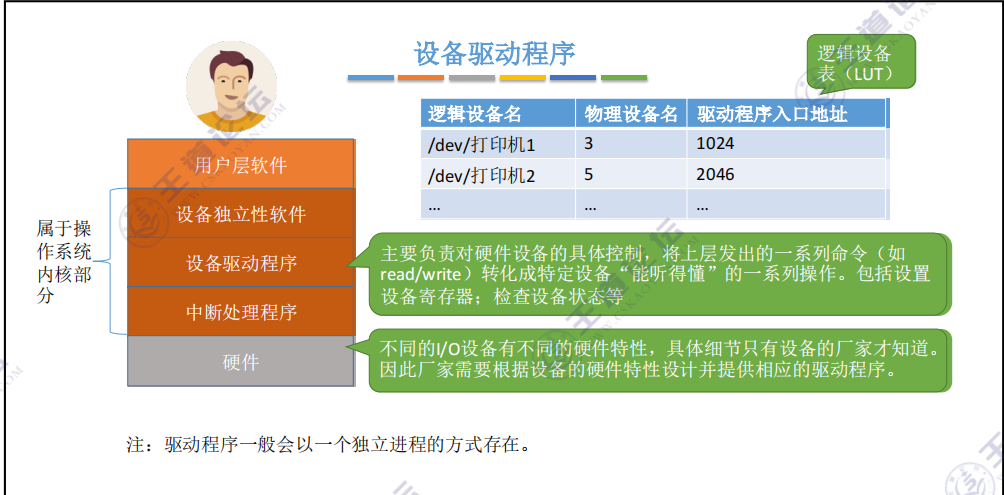 设备驱动程序
逻辑设备
表（LUT）
逻辑设备名 物理设备名 驱动程序入口地址
/dev/打印机1 3 1024
/dev/打印机2 5 2046
... ... ...
用户层软件
设备独立性软件
设备驱动程序
中断处理程序
硬件
属于操
作系统
内核部
分
主要负责对硬件设备的具体控制，将上层发出的一系列命令（如
read/write）转化成特定设备“能听得懂”的一系列操作。包括设置
设备寄存器；检查设备状态等
不同的I/O设备有不同的硬件特性，具体细节只有设备的厂家才知道。
因此厂家需要根据设备的硬件特性设计并提供相应的驱动程序。
注：驱动程序一般会以一个独立进程的方式存在。
王道论坛
CSKAOYAN.COM